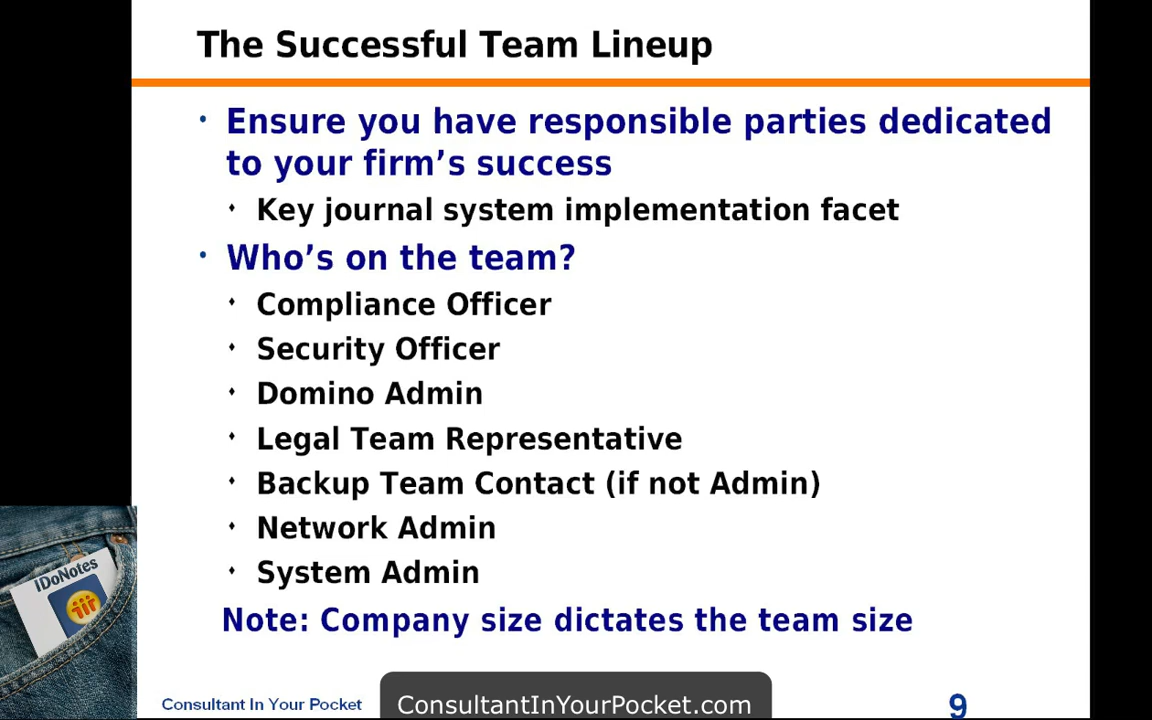 The Successful Team Lineup
• Ensure you have responsible parties dedicated
to your firm’s success
♦ Key journal system implementation facet
• Who’s on the team?
♦ Compliance Officer
♦ Security Officer
♦ Domino Admin
♦ Legal Team Representative
♦ Backup Team Contact (if not Admin)
♦ Network Admin
♦ System Admin
Note: Company size dictates the team size
IDoNotes
Consultant In Your Pocket
ConsultantInYourPocket.com
9